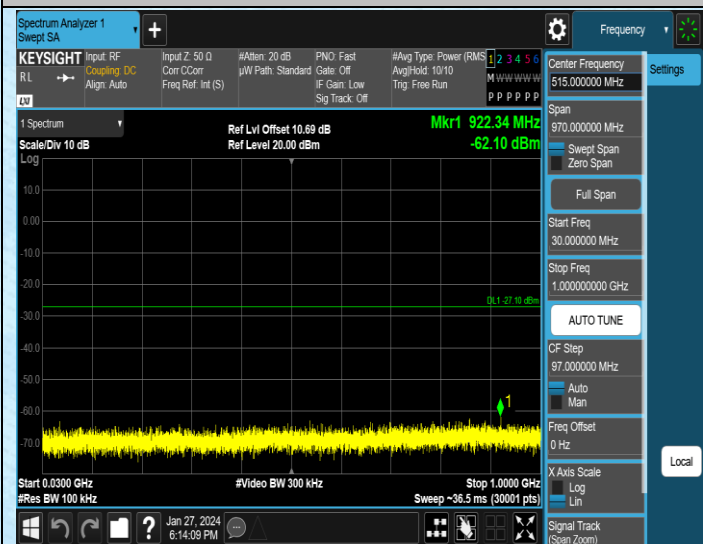 Spectrum Analyzer 1
Swept SA
+
Frequency
KEYSIGHT
RL
LXI
Input: RF
Coupling: DC
Align: Auto
Input Z: 50 Ω
Corr CCorr
Freq Ref: Int (S)
#Atten: 20 dB
µW Path: Standard
PNO: Fast
Gate: Off
IF Gain: Low
Sig Track: Off
#Avg Type: Power (RMS
Avg|Hold: 10/10
Trig: Free Run
1 2 3 4 5 6
M W W W W W
P P P P P P
1 Spectrum
Scale/Div 10 dB
Log
Ref Lvl Offset 10.69 dB
Ref Level 20.00 dBm
Mkr1 922.34 MHz
-62.10 dBm
10.0
0.00
-10.0
-20.0
DL1 -27.10 dBm
-30.0
-40.0
-50.0
-60.0
1
-70.0
Start 0.0300 GHz
#Res BW 100 kHz
#Video BW 300 kHz
Stop 1.0000 GHz
Sweep ~36.5 ms (30001 pts)
?
Jan 27, 2024
6:14:09 PM
Center Frequency
515.000000 MHz
Span
970.000000 MHz
Swept Span
Zero Span
Full Span
Start Freq
30.000000 MHz
Stop Freq
1.000000000 GHz
AUTO TUNE
CF Step
97.000000 MHz
Auto
Man
Freq Offset
0 Hz
X Axis Scale
Log
Lin
Signal Track
(Span Zoom)
Settings
Local